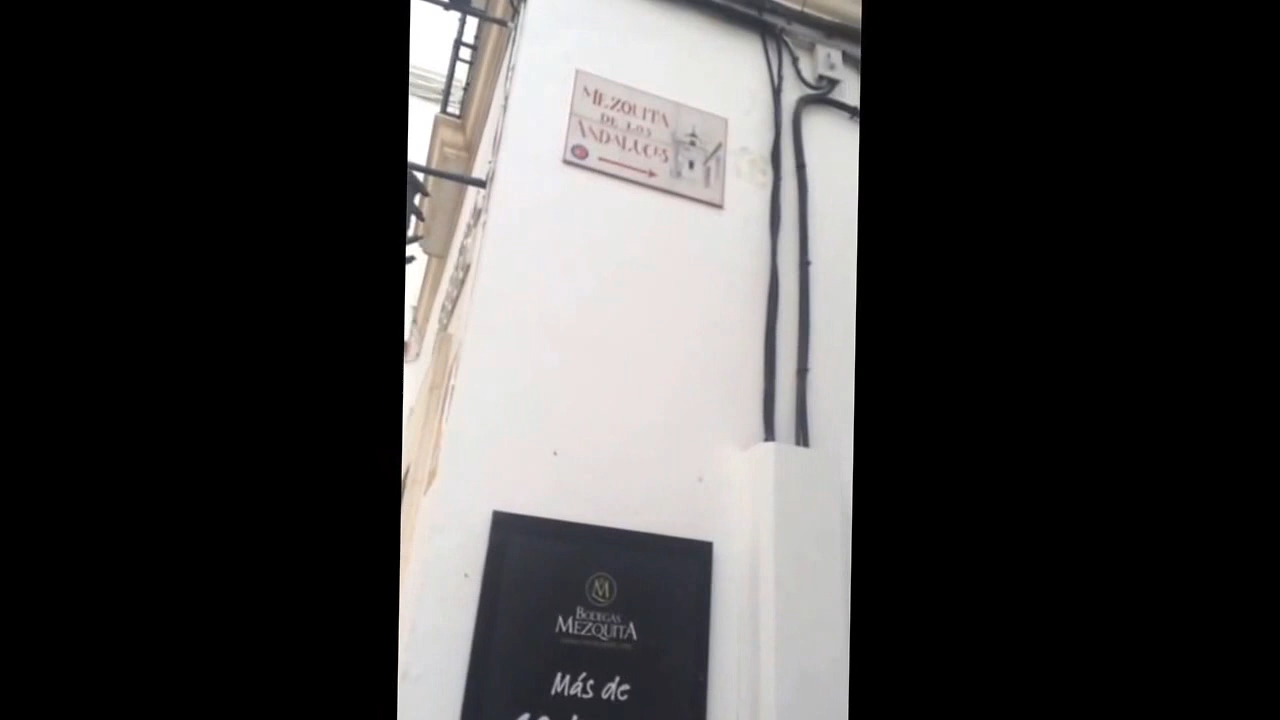 MEZQUITA
DE LOS
ANDALUCES
M
BODEGAS
MEZQUITA
Más de